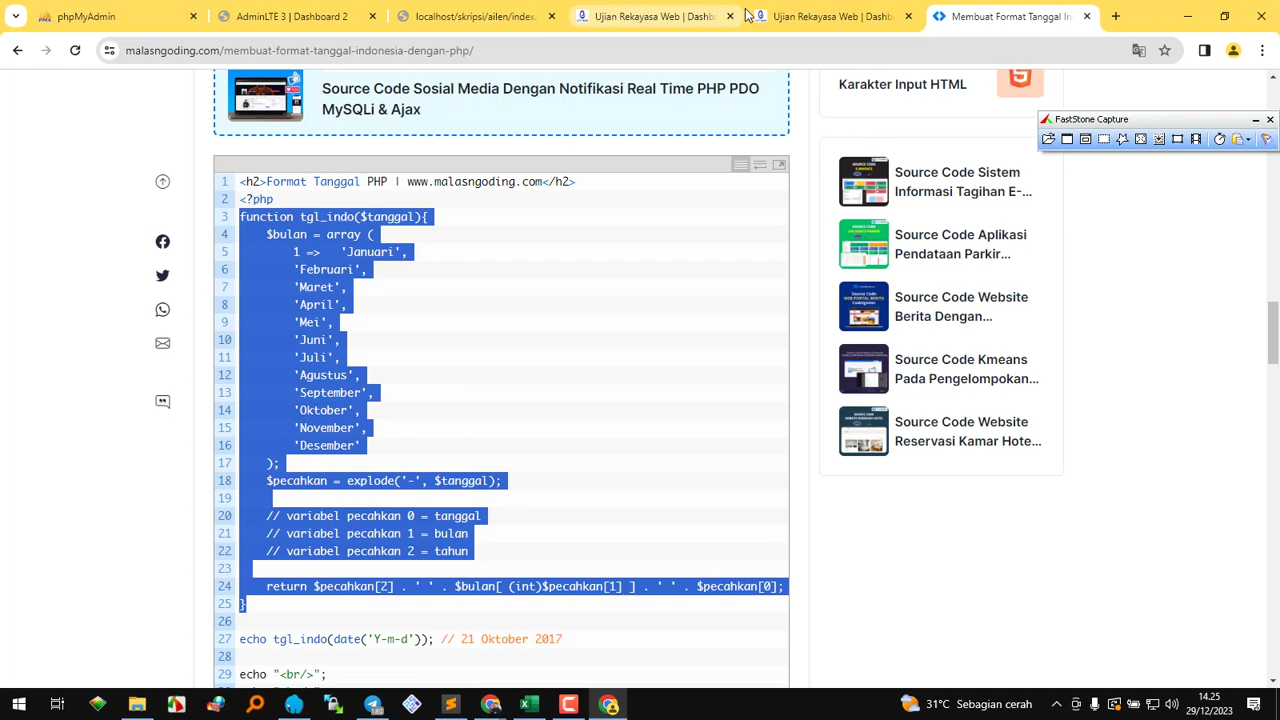 phpMyAdmin
AdminLTE 3 | Dashboard 2
localhost/skripsi/ailen/index.
Ujian Rekayasa Web | Dashb
Ujian Rekayasa Web | Dashb
Membuat Format Tanggal In
malasngoding.com/membuat-format-tanggal-indonesia-dengan-php/
Source Code Sosial Media Dengan Notifikasi Real Time PHP PDO
MySQLi & Ajax
Karakter Input HTML
FastStone Capture
1 <h2>Format Tanggal PHP | www.malasngoding.com</h2>
2 <?php
3 function tgl_indo($tanggal){
4 $bulan = array (
5 1 => 'Januari',
6 'Februari',
7 'Maret',
8 'April',
9 'Mei',
10 'Juni',
11 'Juli',
12 'Agustus',
13 'September',
14 'Oktober',
15 'November',
16 'Desember'
17 );
18 $pecahkan = explode('-', $tanggal);
19
20 // variabel pecahkan 0 = tanggal
21 // variabel pecahkan 1 = bulan
22 // variabel pecahkan 2 = tahun
23
24 return $pecahkan[2] . ' ' . $bulan[ (int)$pecahkan[1] ] . ' ' . $pecahkan[0];
25 }
26
27 echo tgl_indo(date('Y-m-d')); // 21 Oktober 2017
28
29 echo "<br/>";
Source Code Sistem
Informasi Tagihan E-...
Source Code Aplikasi
Pendataan Parkir...
Source Code Website
Berita Dengan...
Source Code Kmeans
Pada Pengelompokan...
Source Code Website
Reservasi Kamar Hote...
31°C Sebagian cerah
14.25
29/12/2023